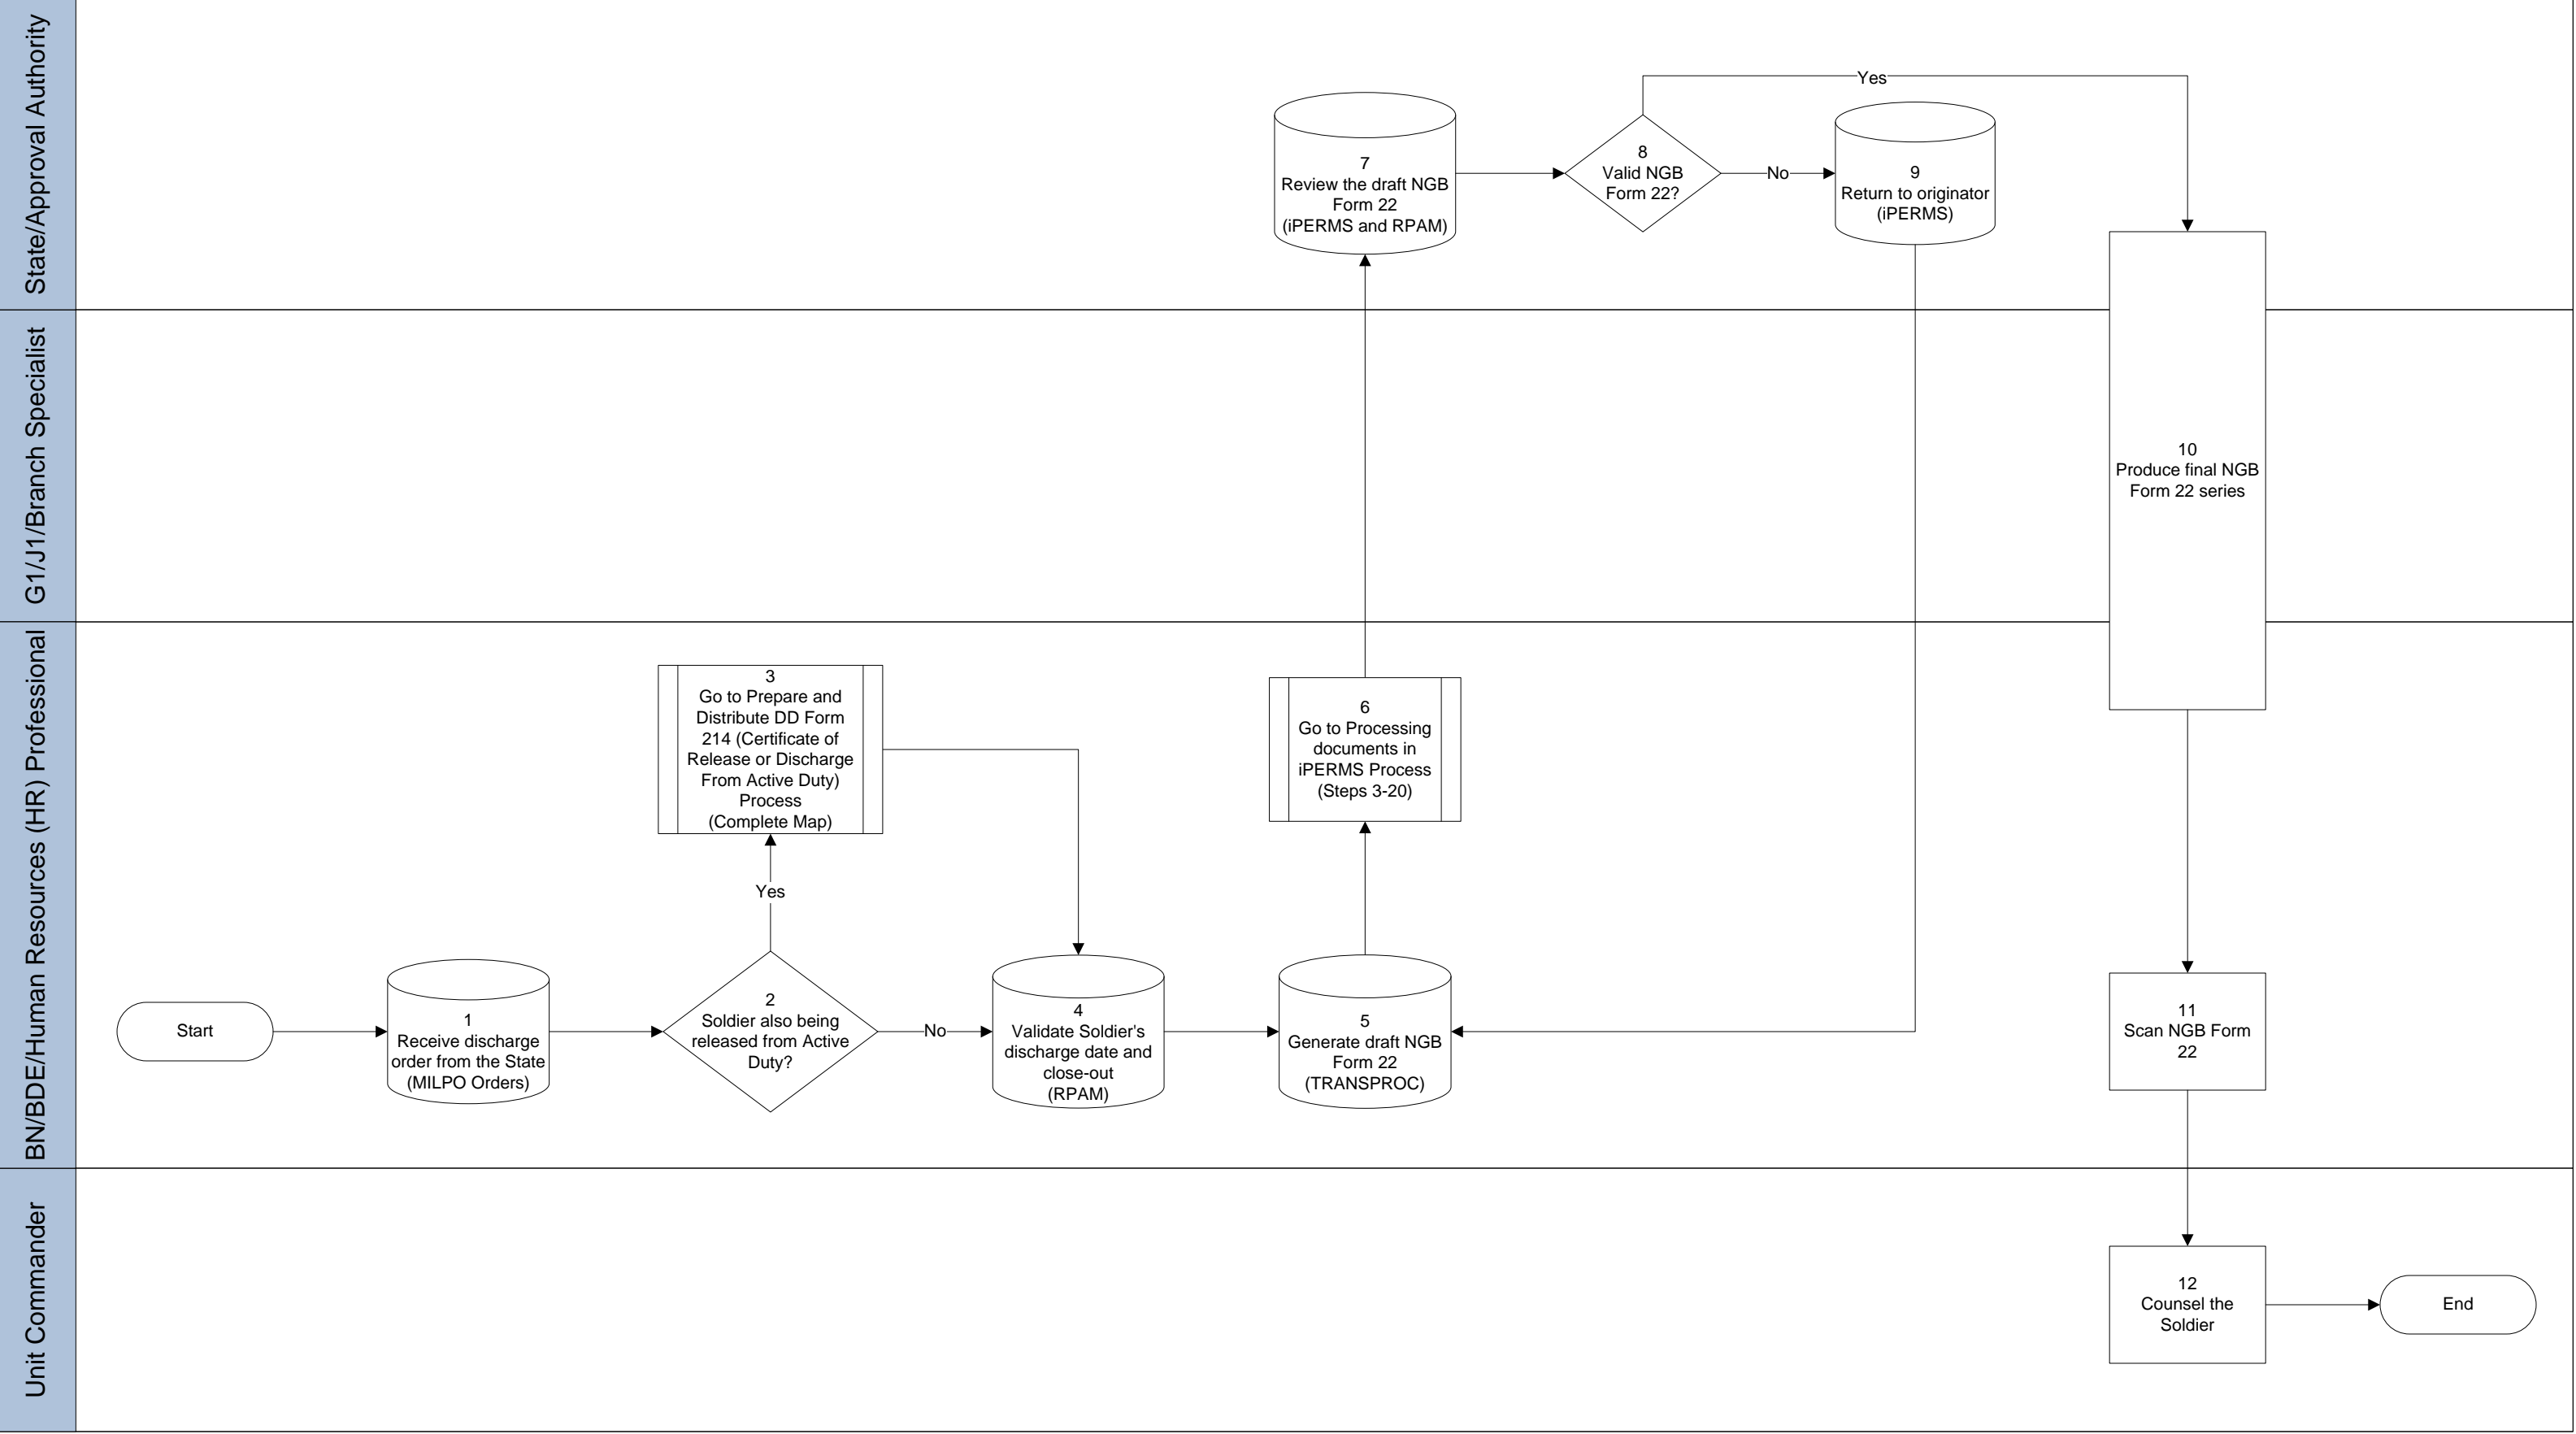 State/Approval Authority
G1/J1/Branch Specialist
BN/BDE/Human Resources (HR) Professional
Unit Commander
Start
1
Receive discharge
order from the State
(MILPO Orders)
2
Soldier also being
released from Active
Duty?
Yes
No
3
Go to Prepare and
Distribute DD Form
214 (Certificate of
Release or Discharge
From Active Duty)
Process
(Complete Map)
4
Validate Soldier's
discharge date and
close-out
(RPAM)
5
Generate draft NGB
Form 22
(TRANSPROC)
6
Go to Processing
documents in
iPERMS Process
(Steps 3-20)
7
Review the draft NGB
Form 22
(iPERMS and RPAM)
8
Valid NGB
Form 22?
Yes
No
9
Return to originator
(iPERMS)
10
Produce final NGB
Form 22 series
11
Scan NGB Form
22
12
Counsel the
Soldier
End